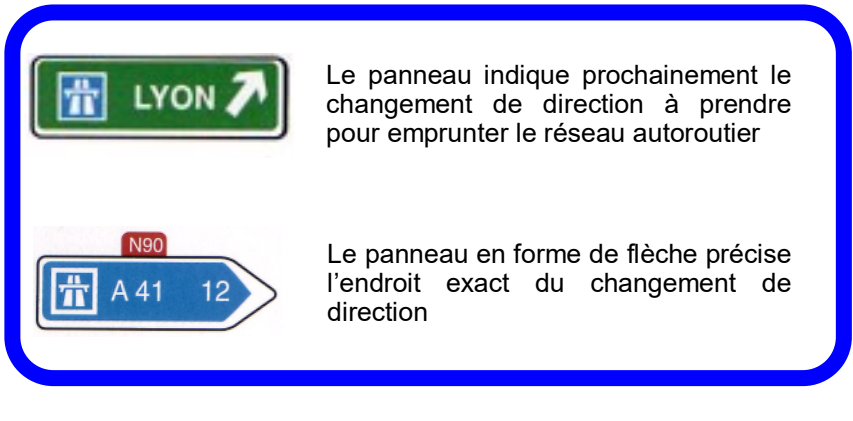 LYON
Le panneau indique prochainement le
changement de direction à prendre
pour emprunter le réseau autoroutier
N90
A 41 12
Le panneau en forme de flèche précise
l'endroit exact du changement de
direction